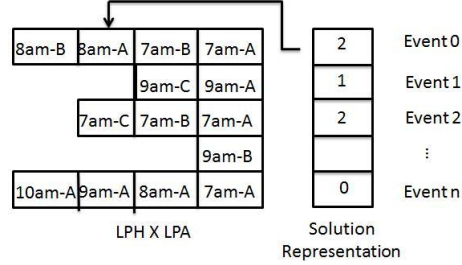 8am-B 8am-A 7am-B 7am-A 2 Event 0
9am-C 9am-A 1 Event 1
7am-C 7am-B 7am-A 2 Event 2
9am-B ⋮
10am-A 9am-A 8am-A 7am-A 0 Event n
LPH X LPA Solution
Representation